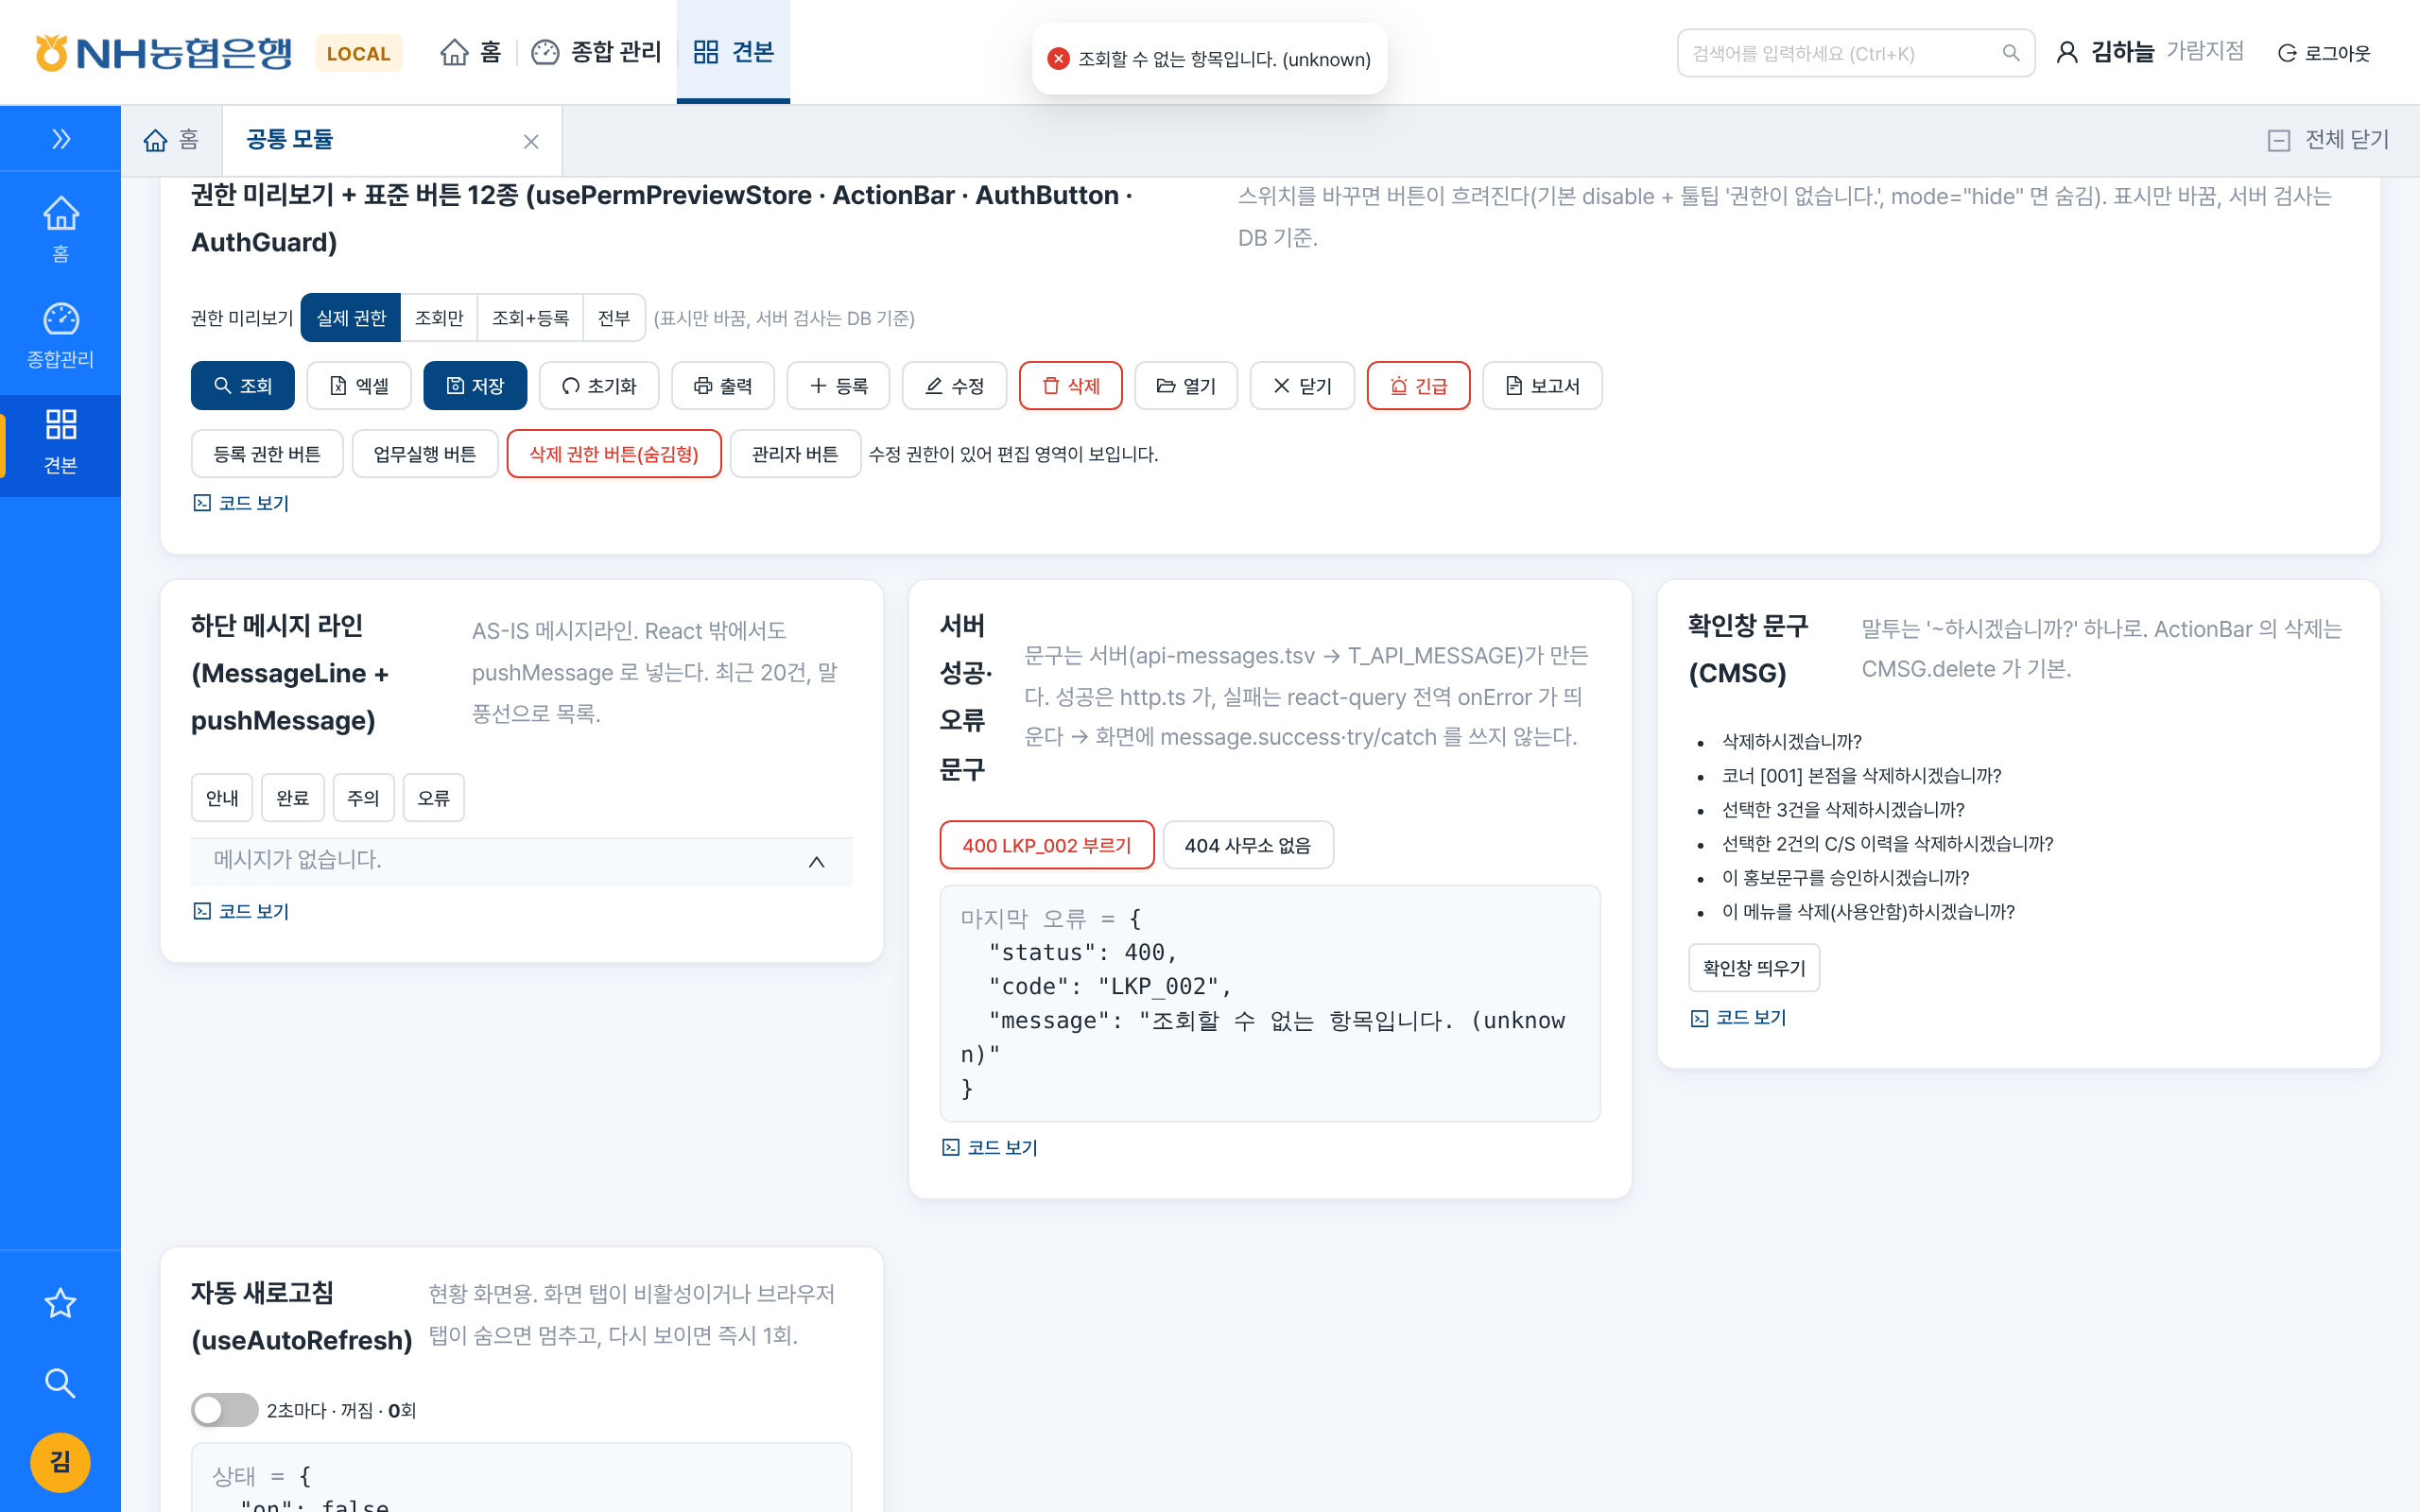 NH농협은행
LOCAL
홈
종합 관리
견본
조회할 수 없는 항목입니다. (unknown)
검색어를 입력하세요 (Ctrl+K)
김하늘 가람지점
로그아웃
홈
공통 모듈
전체 닫기
홈
종합관리
견본
김
권한 미리보기 + 표준 버튼 12종 (usePermPreviewStore · ActionBar · AuthButton ·
AuthGuard)
스위치를 바꾸면 버튼이 흐려진다(기본 disable + 툴팁 '권한이 없습니다.', mode="hide" 면 숨김). 표시만 바꿈, 서버 검사는
DB 기준.
권한 미리보기 실제 권한 조회만 조회+등록 전부 (표시만 바꿈, 서버 검사는 DB 기준)
조회 엑셀 저장 초기화 출력 등록 수정 삭제 열기 닫기 긴급 보고서
등록 권한 버튼 업무실행 버튼 삭제 권한 버튼(숨김형) 관리자 버튼 수정 권한이 있어 편집 영역이 보입니다.
코드 보기
하단 메시지 라인
(MessageLine +
pushMessage)
AS-IS 메시지라인. React 밖에서도
pushMessage 로 넣는다. 최근 20건, 말
풍선으로 목록.
안내 완료 주의 오류
메시지가 없습니다.
코드 보기
서버
성공·
오류
문구
문구는 서버(api-messages.tsv → T_API_MESSAGE)가 만든
다. 성공은 http.ts 가, 실패는 react-query 전역 onError 가 띄
운다 → 화면에 message.success·try/catch 를 쓰지 않는다.
400 LKP_002 부르기 404 사무소 없음
마지막 오류 = {
"status": 400,
"code": "LKP_002",
"message": "조회할 수 없는 항목입니다. (unknow
n)"
}
코드 보기
확인창 문구
(CMSG)
말투는 '~하시겠습니까?' 하나로. ActionBar 의 삭제는
CMSG.delete 가 기본.
• 삭제하시겠습니까?
• 코너 [001] 본점을 삭제하시겠습니까?
• 선택한 3건을 삭제하시겠습니까?
• 선택한 2건의 C/S 이력을 삭제하시겠습니까?
• 이 홍보문구를 승인하시겠습니까?
• 이 메뉴를 삭제(사용안함)하시겠습니까?
확인창 띄우기
코드 보기
자동 새로고침
(useAutoRefresh)
현황 화면용. 화면 탭이 비활성이거나 브라우저
탭이 숨으면 멈추고, 다시 보이면 즉시 1회.
2초마다 · 꺼짐 · 0회
상태 = {
"on": false